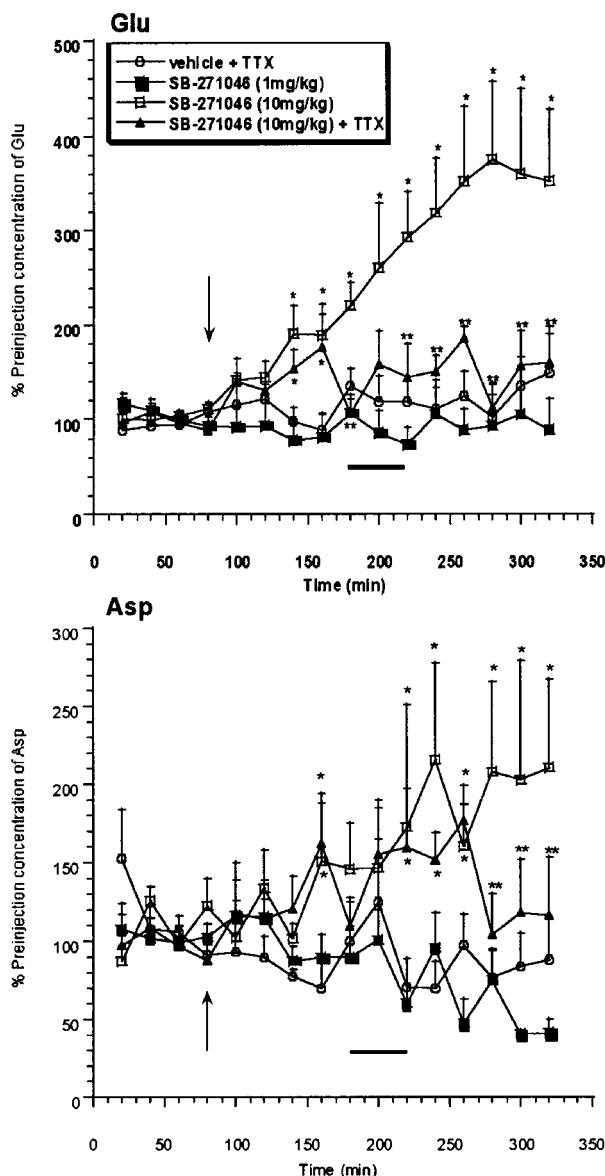 Glu
500
400
300
200
100
0
% Preinjection concentration of Glu
vehicle + TTX
SB-271046 (1mg/kg)
SB-271046 (10mg/kg)
SB-271046 (10mg/kg) + TTX
* * * * * * * * * *
* *
** ** ** ** ** **
**
0 50 100 150 200 250 300 350
Time (min)
Asp
300
250
200
150
100
50
0
% Preinjection concentration of Asp
* * * * * * *
* * * *
** ** **
0 50 100 150 200 250 300 350
Time (min)